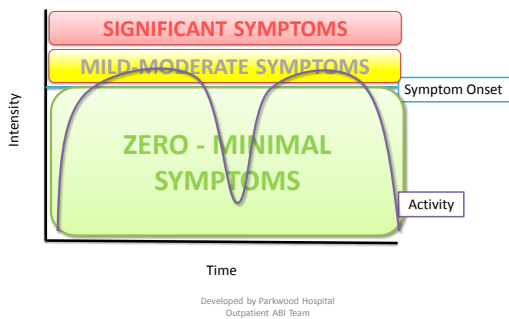 SIGNIFICANT SYMPTOMS
MILD-MODERATE SYMPTOMS
Symptom Onset
Intensity
ZERO - MINIMAL
SYMPTOMS
Activity
Time
Developed by Parkwood Hospital
Outpatient ABI Team